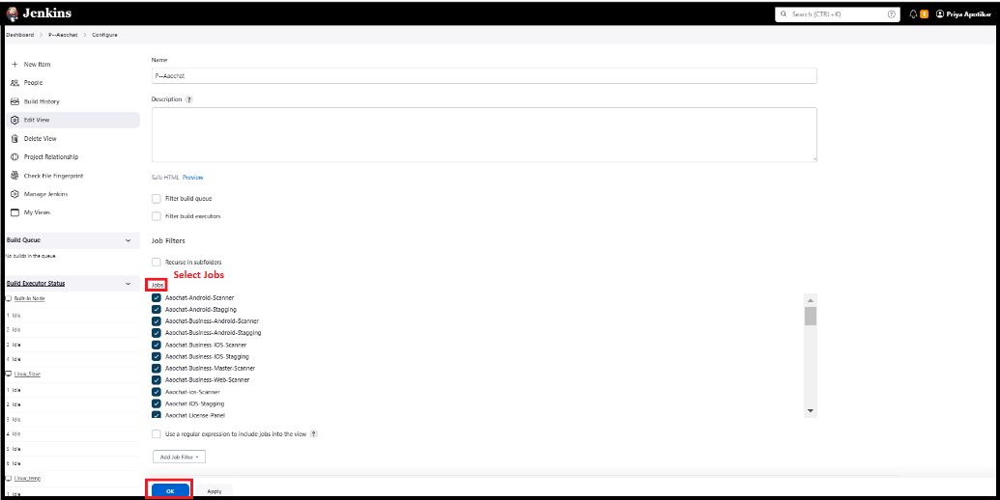 Jenkins
Search (CTRL+K)
?
1
Priya Apotikar
Dashboard > P--Aaochat > Configure
New Item
People
Build History
Edit View
Delete View
Project Relationship
Check File Fingerprint
Manage Jenkins
My Views
Build Queue
No builds in the queue.
Build Executor Status
Built-In Node
1 Idle
2 Idle
3 Idle
4 Idle
Linux_Slave
1 Idle
2 Idle
3 Idle
4 Idle
5 Idle
6 Idle
Linux_temp
1 Idle
Name
P--Aaochat
Description ?
Safe HTML Preview
Filter build queue
Filter build executors
Job Filters
Recurse in subfolders
Select Jobs
Jobs
Aaochat-Android-Scanner
Aaochat-Android-Stagging
Aaochat-Business-Android-Scanner
Aaochat-Business-Android-Stagging
Aaochat-Business-IOS-Scanner
Aaochat-Business-IOS-Stagging
Aaochat-Business-Master-Scanner
Aaochat-Business-Web-Scanner
Aaochat-ios-Scanner
Aaochat-IOS-Stagging
Aaochat-License-Panel
Use a regular expression to include jobs into the view ?
Add Job Filter
OK
Apply